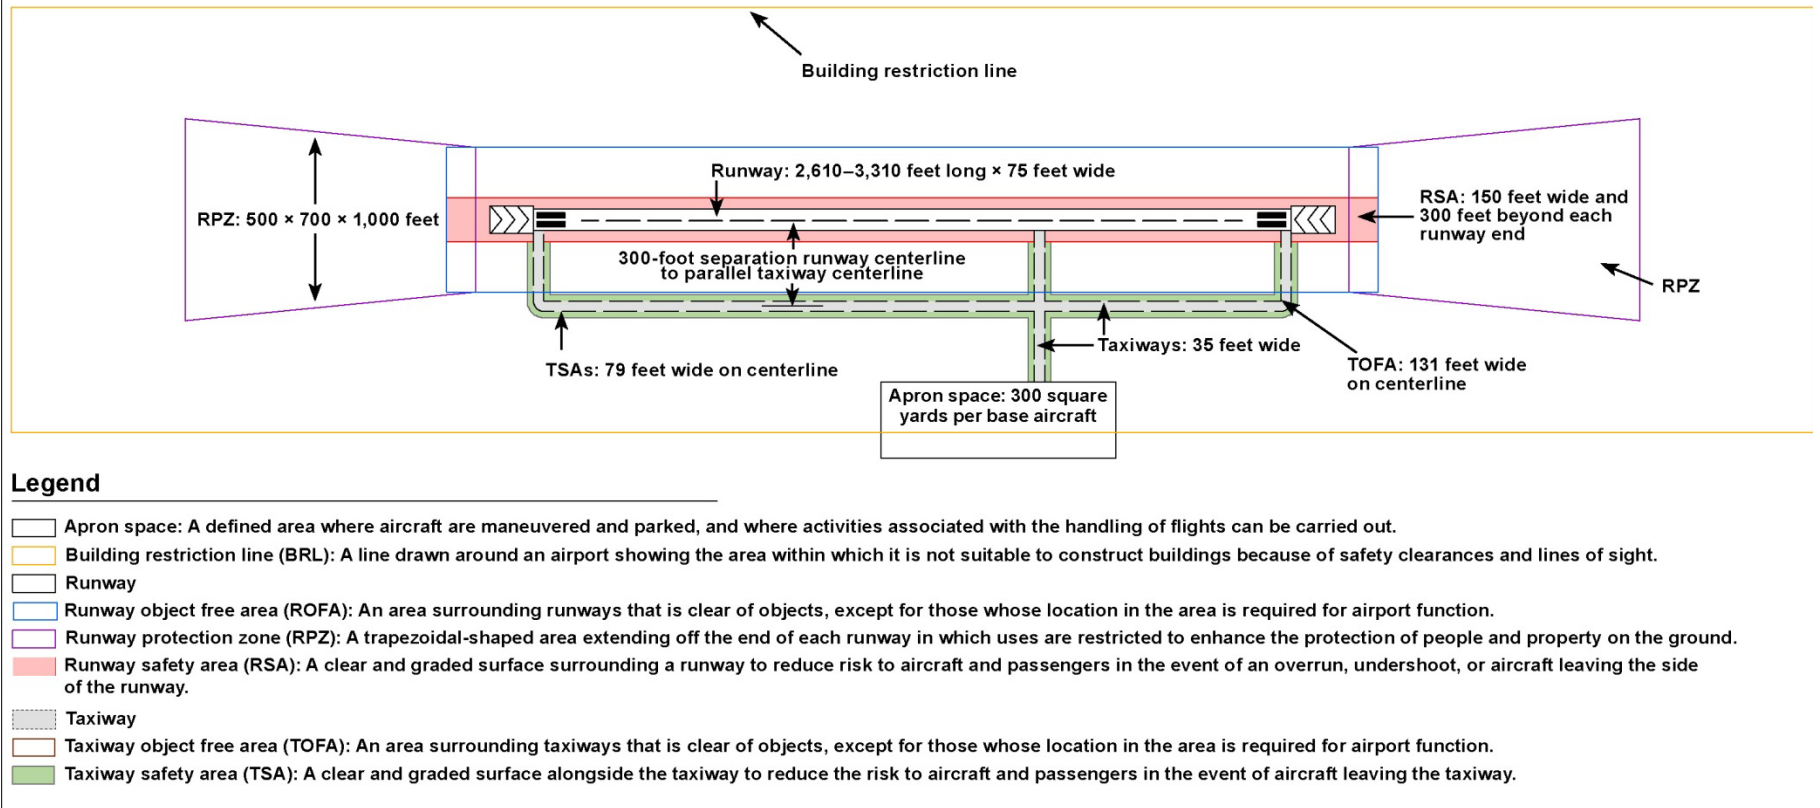 Building restriction line
Runway: 2,610–3,310 feet long × 75 feet wide
RPZ: 500 × 700 × 1,000 feet
RSA: 150 feet wide and
300 feet beyond each
runway end
300-foot separation runway centerline
to parallel taxiway centerline
RPZ
Taxiways: 35 feet wide
TSAs: 79 feet wide on centerline
TOFA: 131 feet wide
on centerline
Apron space: 300 square
yards per base aircraft
Legend
Apron space: A defined area where aircraft are maneuvered and parked, and where activities associated with the handling of flights can be carried out.
Building restriction line (BRL): A line drawn around an airport showing the area within which it is not suitable to construct buildings because of safety clearances and lines of sight.
Runway
Runway object free area (ROFA): An area surrounding runways that is clear of objects, except for those whose location in the area is required for airport function.
Runway protection zone (RPZ): A trapezoidal-shaped area extending off the end of each runway in which uses are restricted to enhance the protection of people and property on the ground.
Runway safety area (RSA): A clear and graded surface surrounding a runway to reduce risk to aircraft and passengers in the event of an overrun, undershoot, or aircraft leaving the side
of the runway.
Taxiway
Taxiway object free area (TOFA): An area surrounding taxiways that is clear of objects, except for those whose location in the area is required for airport function.
Taxiway safety area (TSA): A clear and graded surface alongside the taxiway to reduce the risk to aircraft and passengers in the event of aircraft leaving the taxiway.